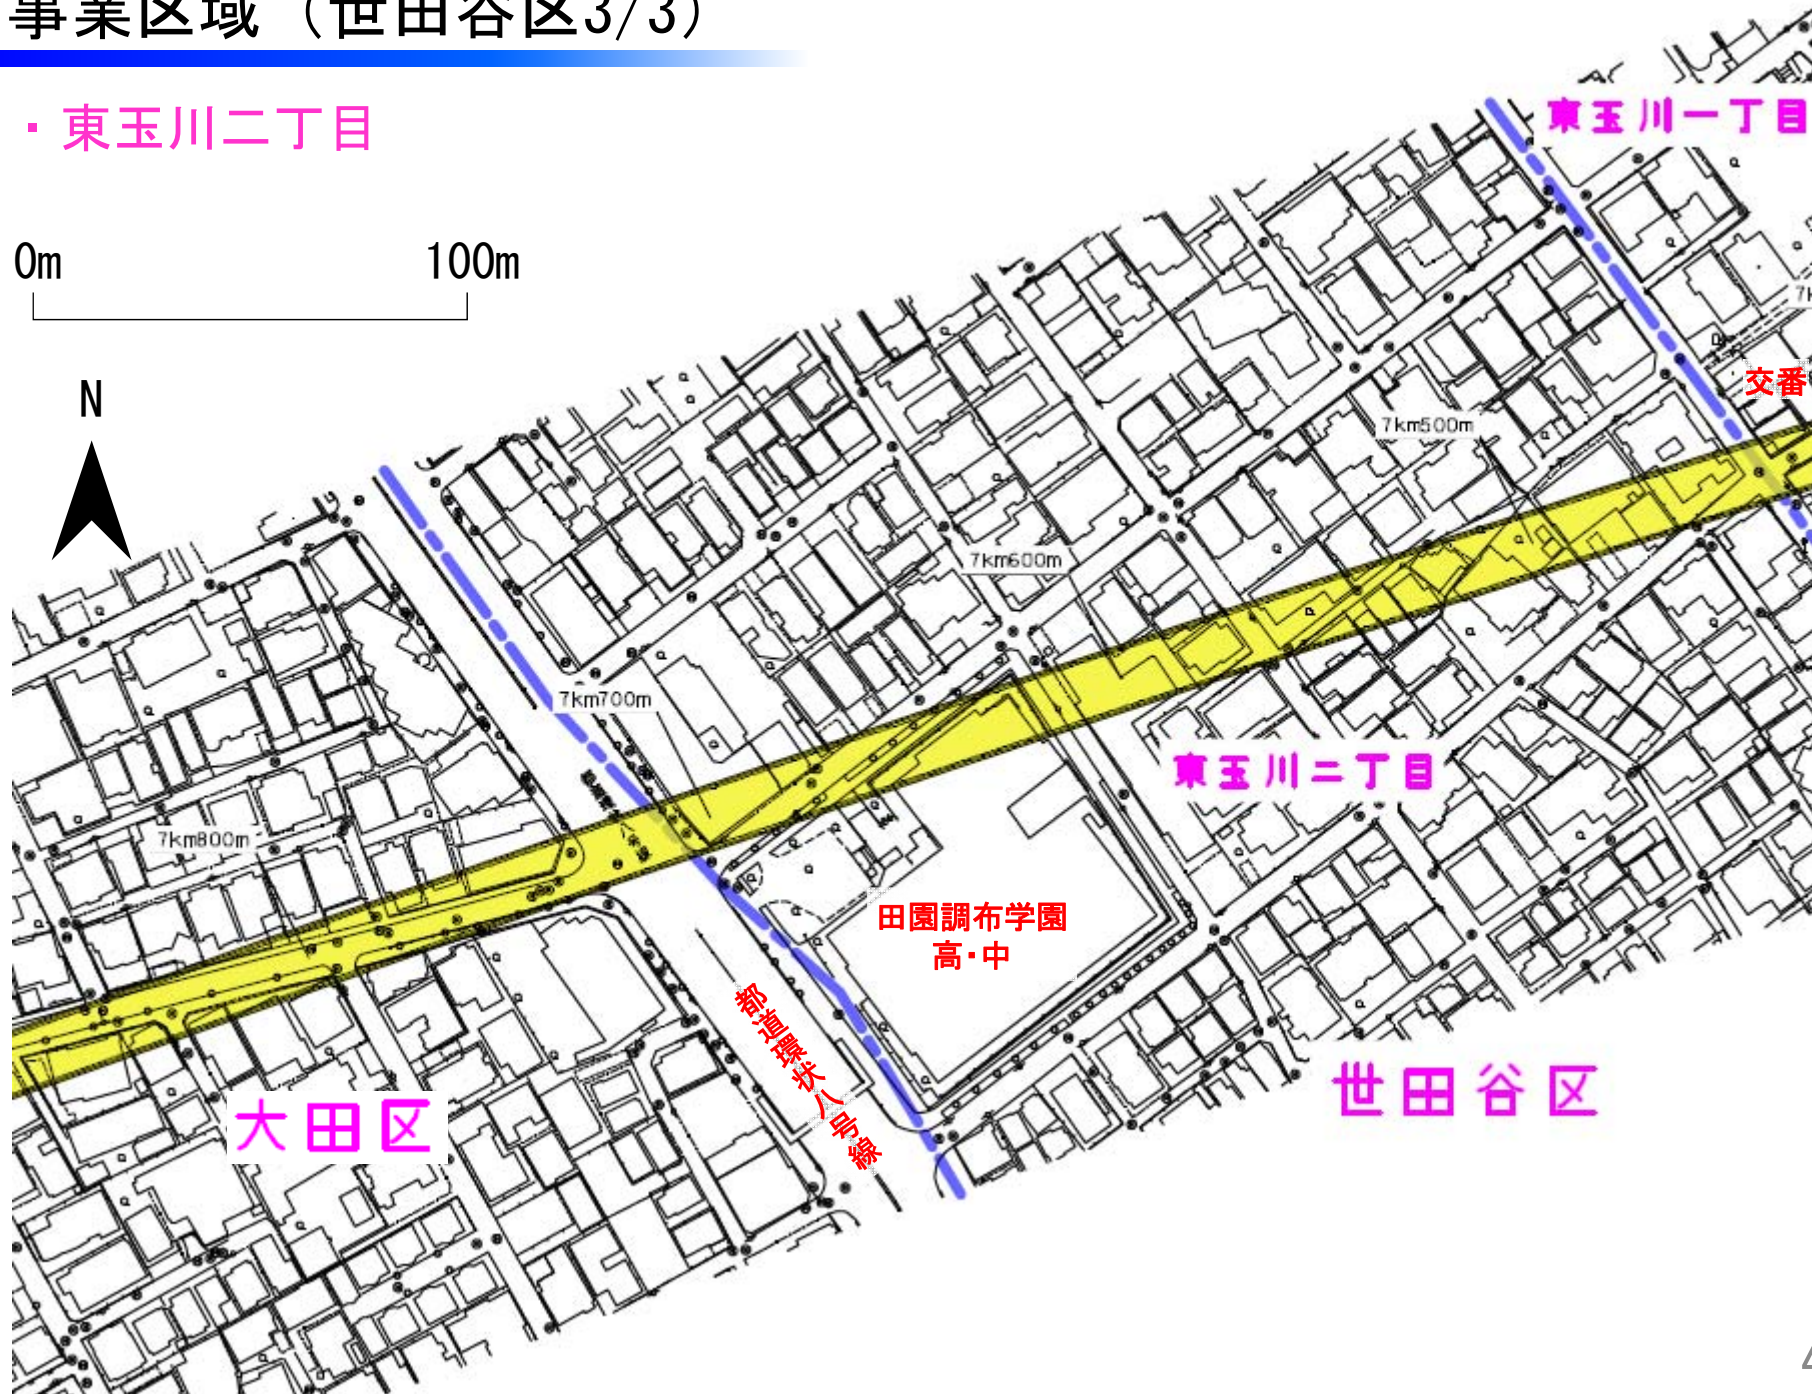 事業区域（世田谷区3/3）
・東玉川二丁目
東玉川一丁目
0m 100m
N
交番
7km500m
7km600m
7km700m
東玉川二丁目
7km800m
田園調布学園
高・中
都道環状八号線
世田谷区
大田区